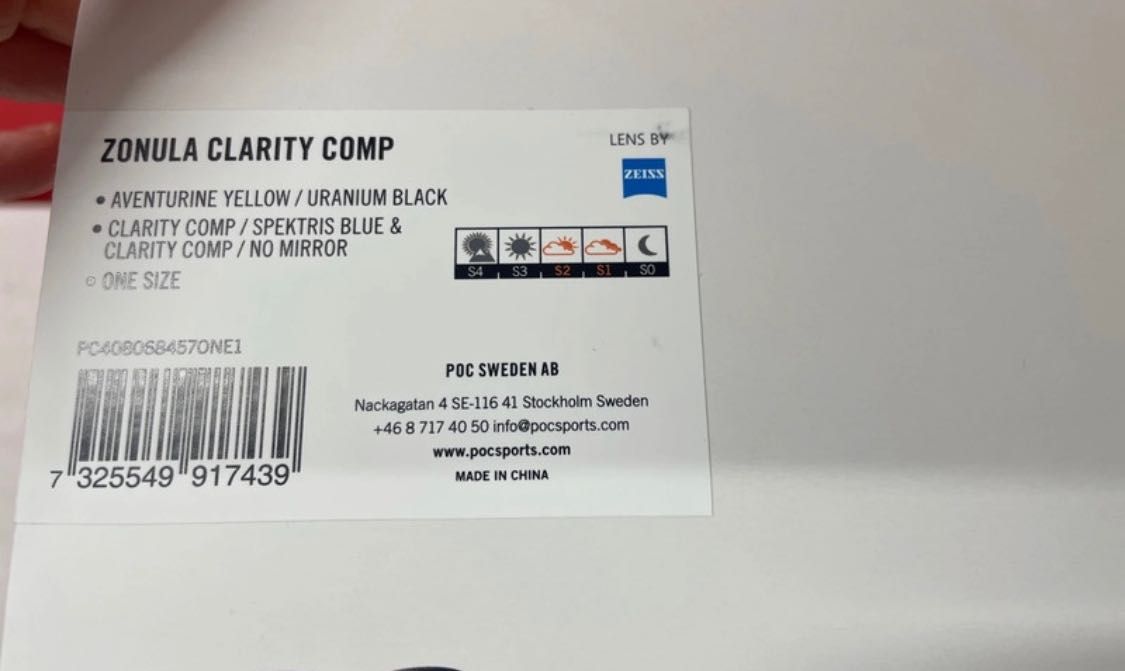 ZONULA CLARITY COMP
LENS BY
ZEISS
• AVENTURINE YELLOW / URANIUM BLACK
• CLARITY COMP / SPEKTRIS BLUE &
CLARITY COMP / NO MIRROR
ONE SIZE
S4 S3 S2 S1 S0
PC408068457ONE1
7 325549 917439
POC SWEDEN AB
Nackagatan 4 SE-116 41 Stockholm Sweden
+46 8 717 40 50 info@pocsports.com
www.pocsports.com
MADE IN CHINA